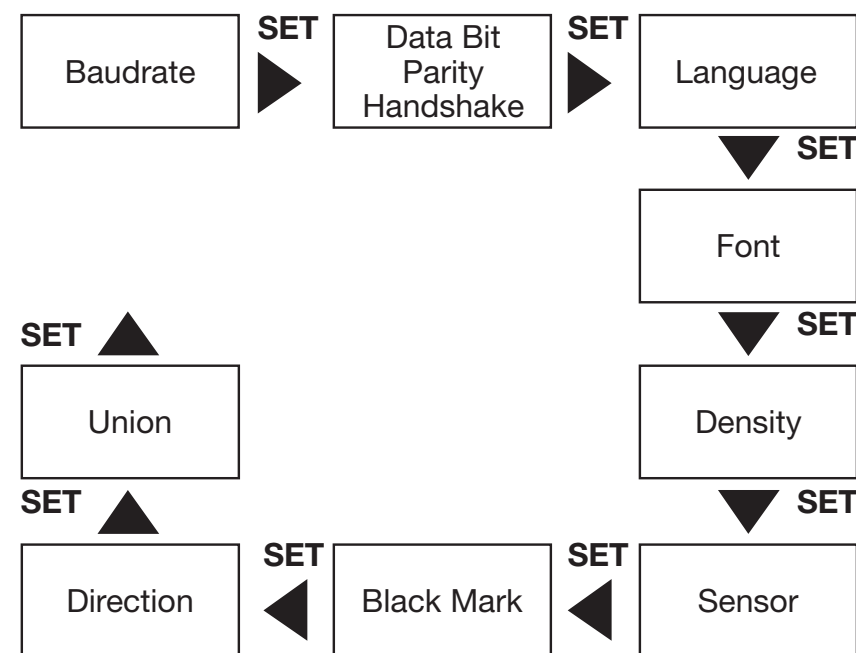 Baudrate
SET
Data Bit
Parity
Handshake
SET
Language
SET
Font
SET
Density
SET
Sensor
SET
Black Mark
SET
Direction
SET
Union
SET